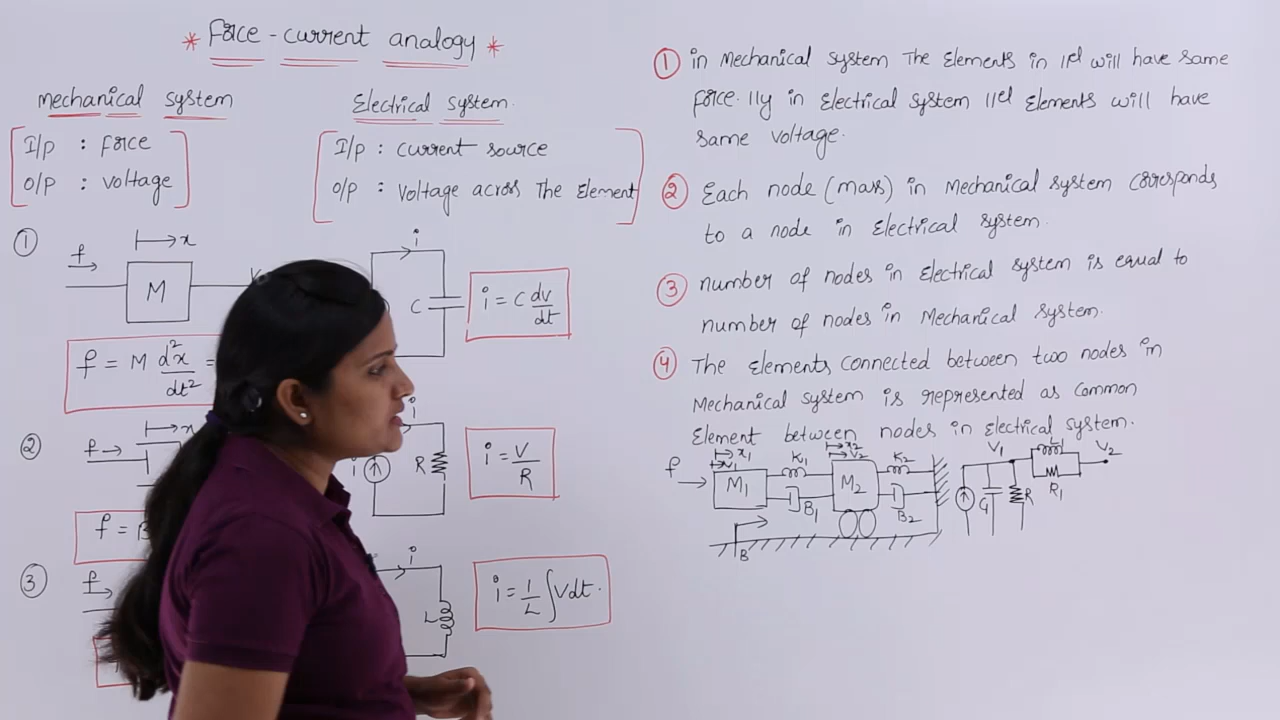 * Force - current analogy *
Mechanical system
I/p : force
O/p : voltage
Electrical system.
I/p : current source
O/p : Voltage across The Element
①
f
x
M
V
f = M d²x/dt² =
i
C
i = C dv/dt
②
f
x
f = B
i
i
R
i = V/R
③
f
i
L
i = 1/L ∫Vdt.
① in Mechanical system The Elements in ||el will have same
force. ||ly in Electrical system ||el Elements will have
same voltage.
② Each node (mass) in Mechanical system corresponds
to a node in Electrical system.
③ number of nodes in Electrical system is equal to
number of nodes in Mechanical system.
④ The Elements connected between two nodes in
Mechanical system is represented as common
Element between nodes in Electrical system.
f
x1
v1
M1
K1
B1
x2
v2
M2
K2
B2
B
V1
R
R1
V2